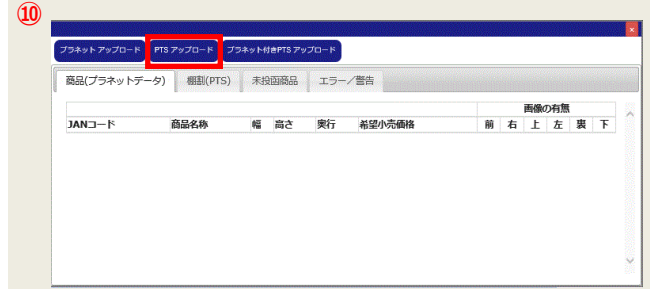 ⑩
プラネット アップロード PTS アップロード プラネット付きPTS アップロード
商品(プラネットデータ) 棚割(PTS) 未投函商品 エラー／警告
画像の有無
JANコード 商品名称 幅 高さ 実行 希望小売価格 前 右 上 左 裏 下